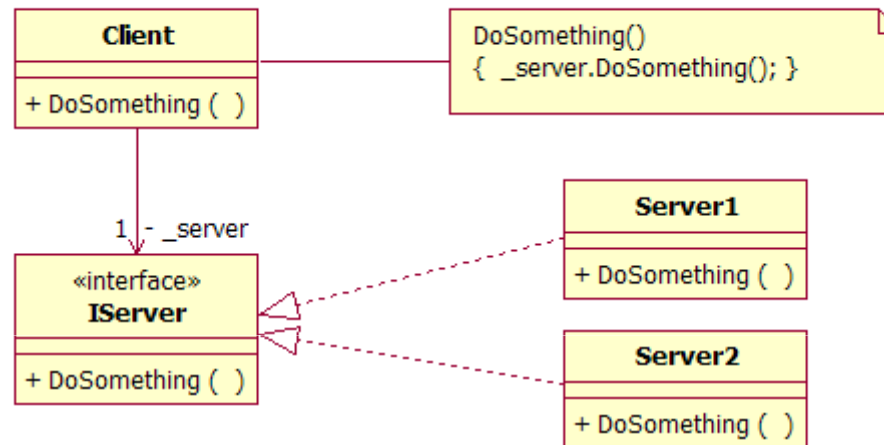 Client
+ DoSomething ( )
DoSomething()
{ _server.DoSomething(); }
1 - _server
«interface»
IServer
+ DoSomething ( )
Server1
+ DoSomething ( )
Server2
+ DoSomething ( )